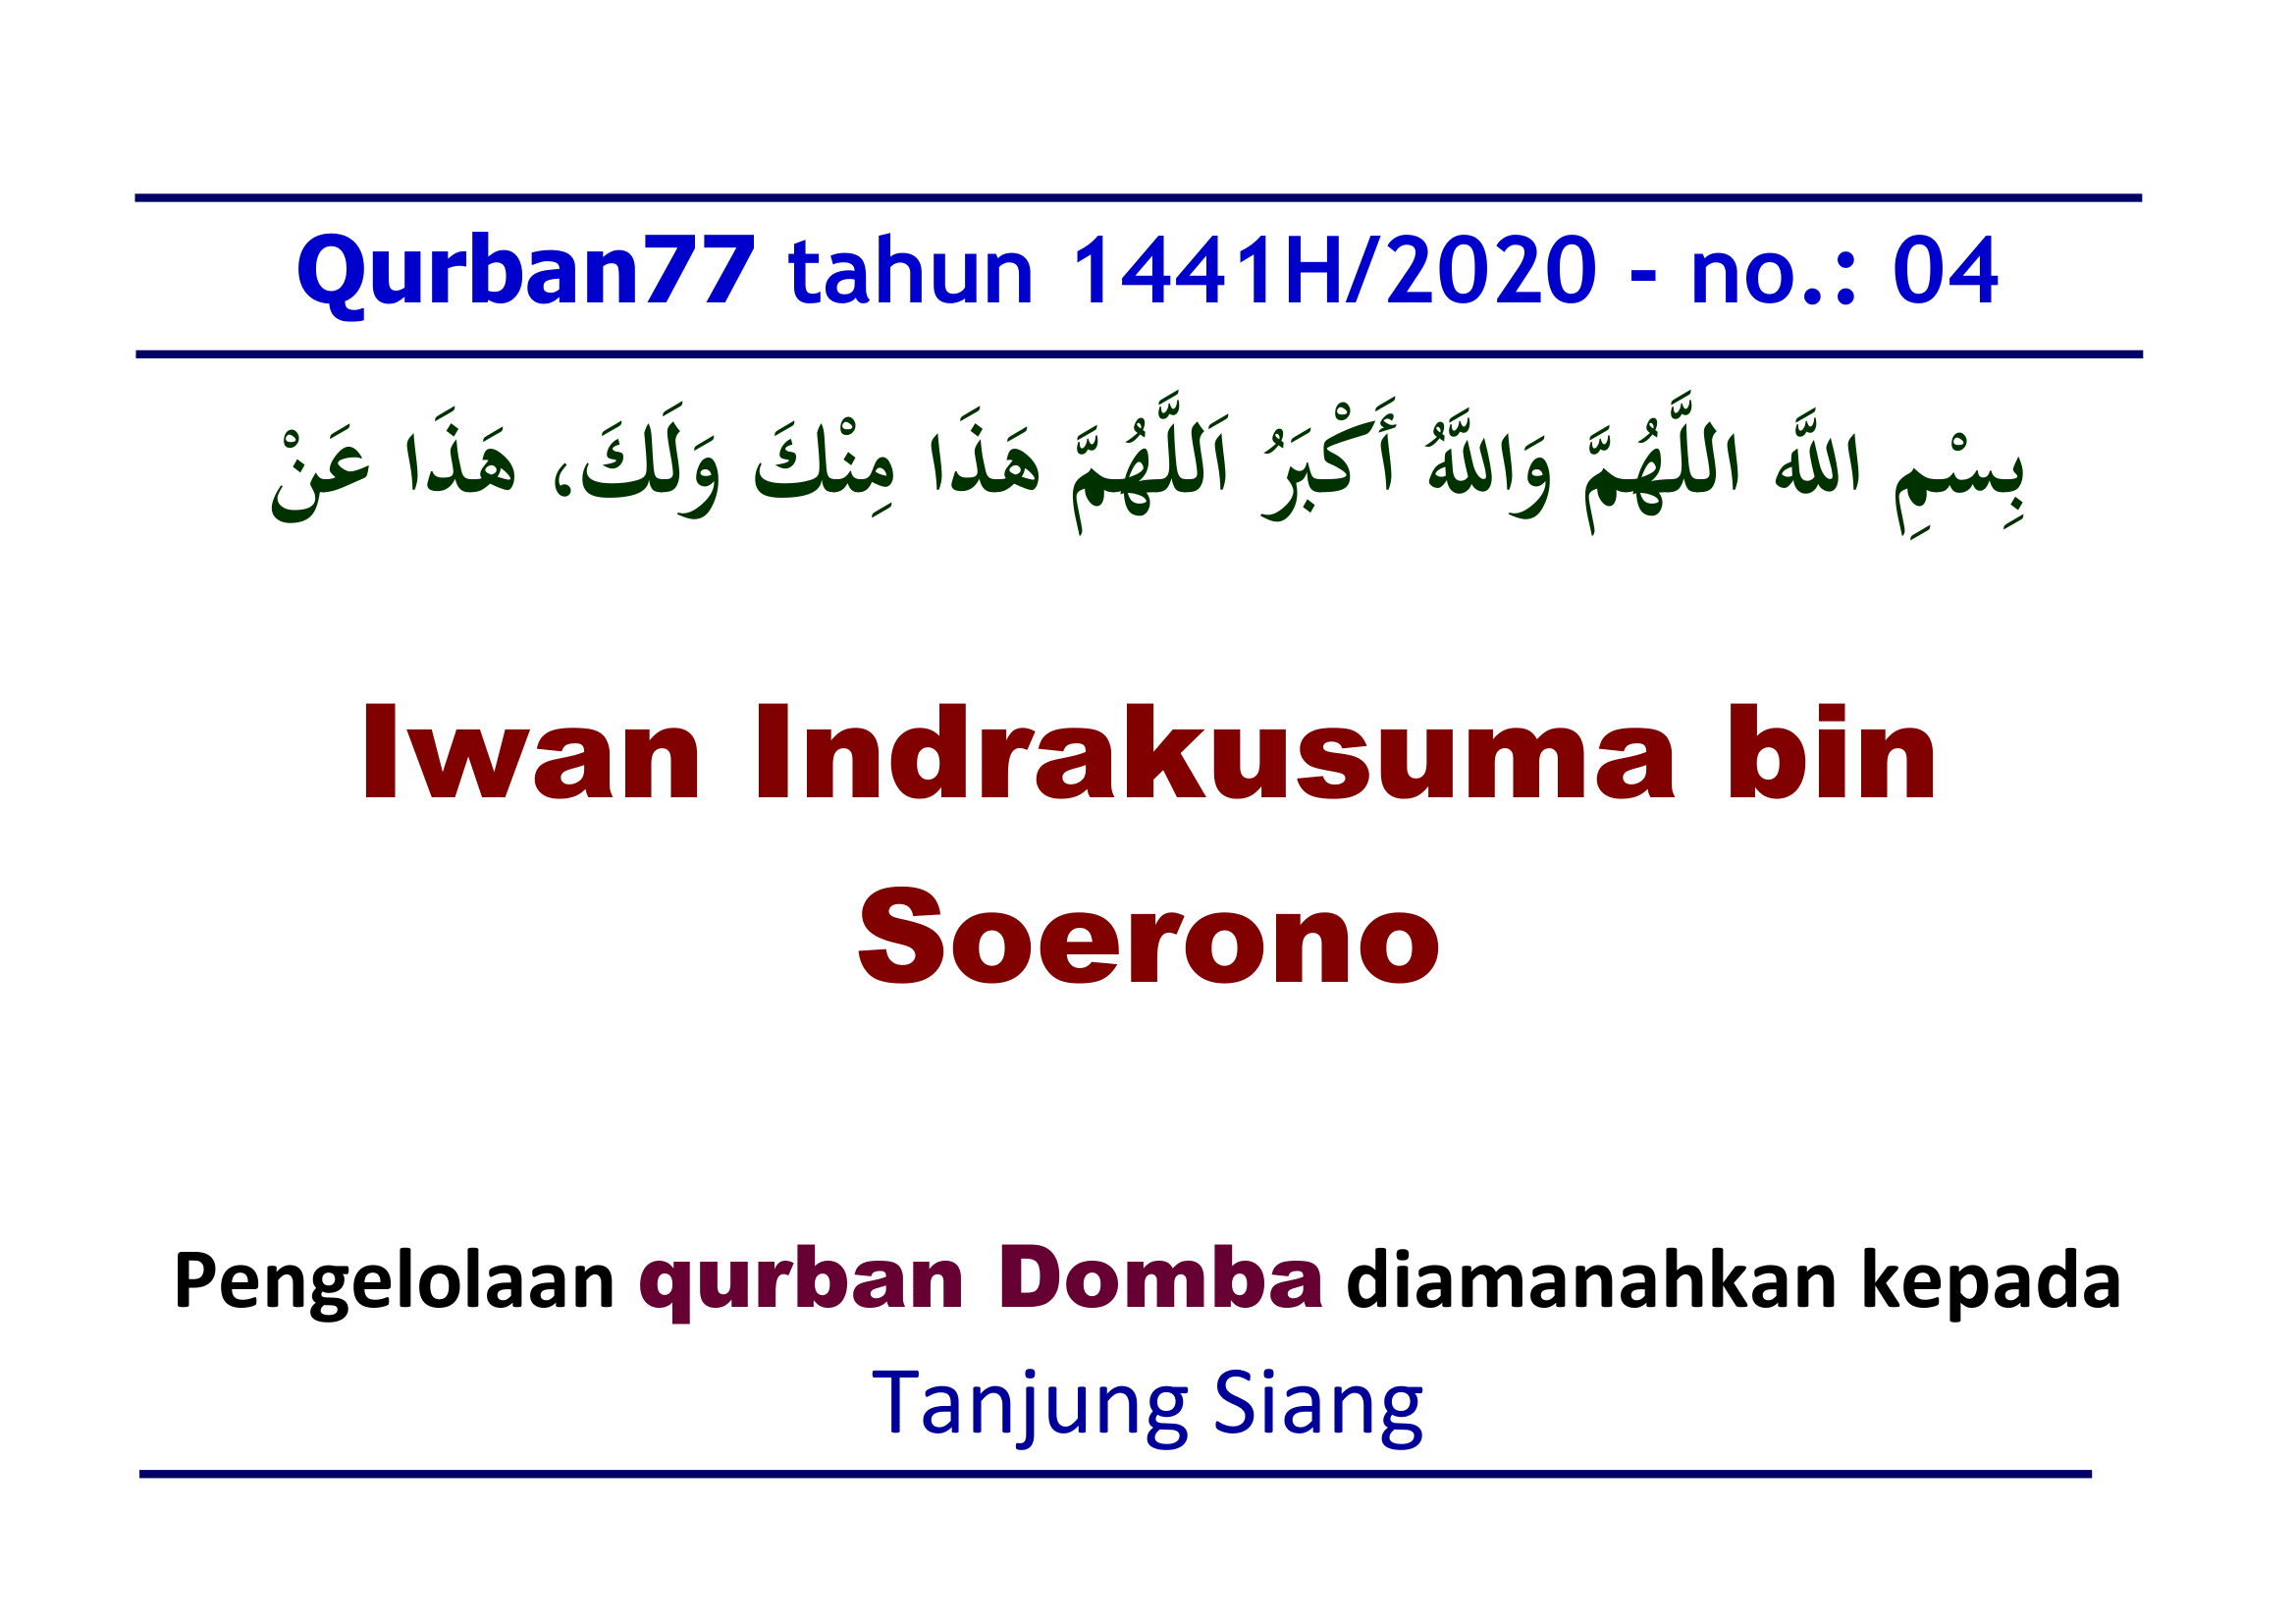 Qurban77 tahun 1441H/2020 - no.: 04
بِسْمِ اللَّه اللَّهُمَّ وَاللَّهُ أَكْبَرُ اَللَّهُمَّ هَذَا مِنْكَ وَلَكَ، هَذَا عَنْ
Iwan Indrakusuma bin
Soerono
Pengelolaan qurban Domba diamanahkan kepada
Tanjung Siang